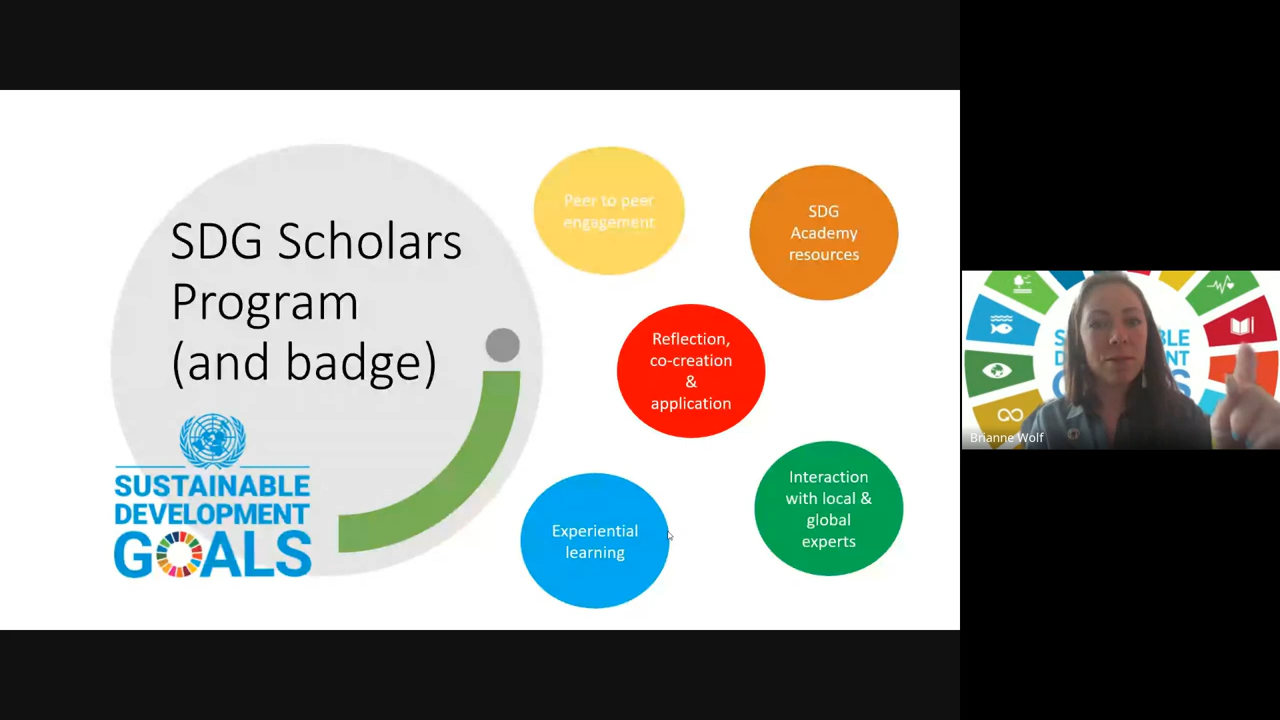 SDG Scholars
Program
(and badge)
SUSTAINABLE
DEVELOPMENT
GOALS
Peer to peer
engagement
SDG
Academy
resources
Reflection,
co-creation
&
application
Experiential
learning
Interaction
with local &
global
experts
Brianne Wolf